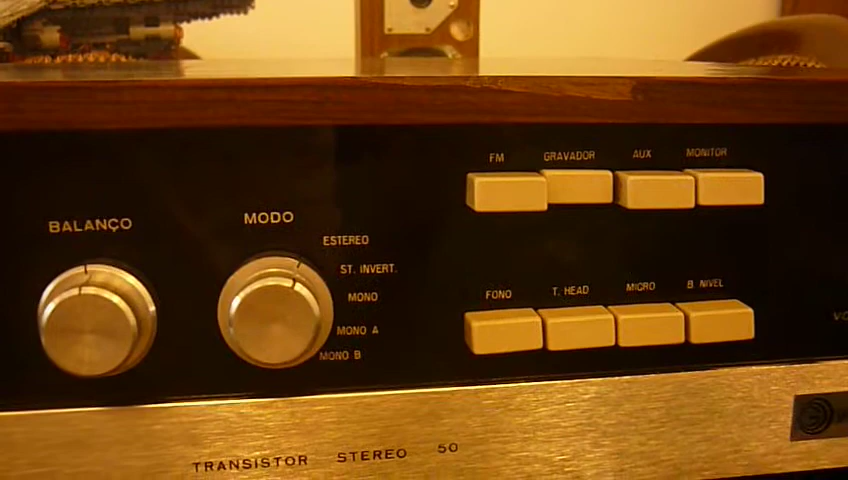 FM GRAVADOR AUX MONITOR
BALANÇO MODO
ESTEREO
ST. INVERT.
MONO
MONO A
MONO B
FONO T. HEAD MICRO B NIVEL
TRANSISTOR STEREO 50